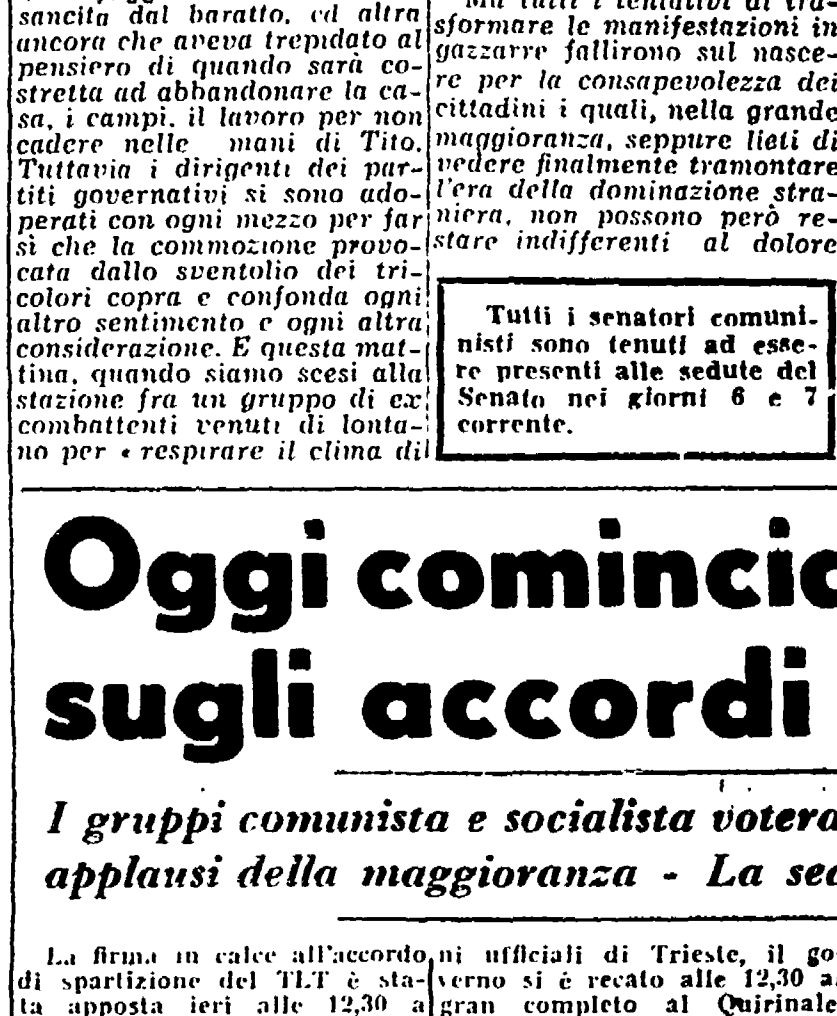 sancita dal baratto, ed altra
ancora che aveva trepidato al
pensiero di quando sarà co-
stretta ad abbandonare la ca-
sa, i campi, il lavoro per non
cadere nelle mani di Tito.
Tuttavia i dirigenti dei par-
titi governativi si sono ado-
perati con ogni mezzo per far
sì che la commozione provo-
cata dallo sventolio dei tri-
colori copra e confonda ogni
altro sentimento e ogni altra
considerazione. E questa mat-
tina, quando siamo scesi alla
stazione fra un gruppo di ex
combattenti venuti di lonta-
no per « respirare il clima di
Ma tutti i tentativi di tra-
sformare le manifestazioni in
gazzarre fallirono sul nasce-
re per la consapevolezza dei
cittadini i quali, nella grande
maggioranza, seppure lieti di
vedere finalmente tramontare
l'era della dominazione stra-
niera, non possono però re-
stare indifferenti al dolore
Tutti i senatori comuni-
nisti sono tenuti ad esse-
re presenti alle sedute del
Senato nei giorni 6 e 7
corrente.
Oggi cominci
sugli accordi
I gruppi comunista e socialista votera
applausi della maggioranza - La sed
La firma in calce all'accordo
di spartizione del TLT è sta-
ta apposta ieri alle 12,30 a
ni ufficiali di Trieste, il go-
verno si è recato alle 12,30 al
gran completo al Quirinale